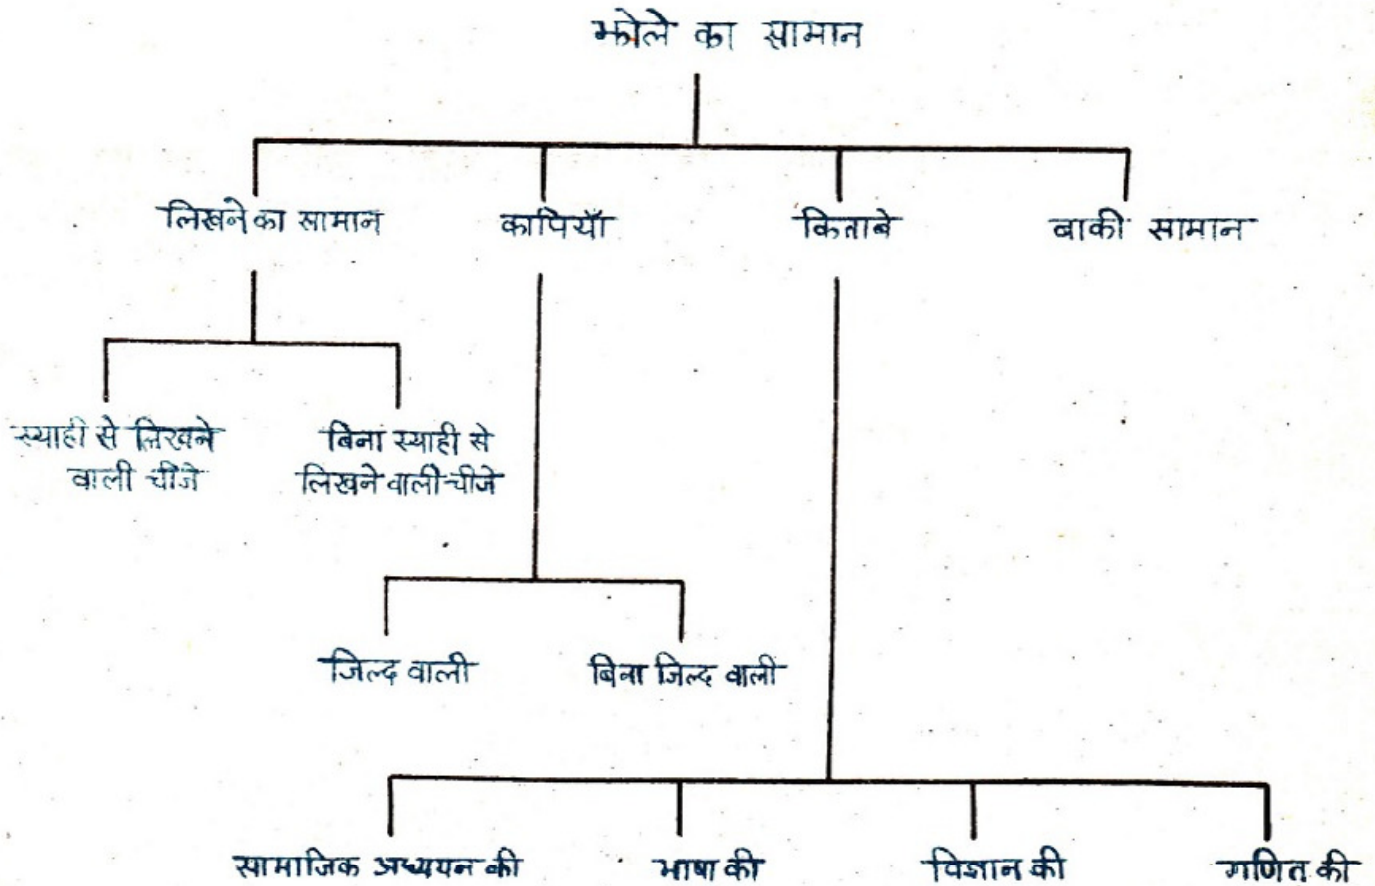 झोले का सामान
लिखने का सामान
कापियाँ
किताबे
बाकी सामान
स्याही से लिखने
वाली चीजे
बिना स्याही से
लिखने वाली चीजे
जिल्द वाली
बिना जिल्द वाली
सामाजिक अध्ययन की
भाषा की
विज्ञान की
गणित की